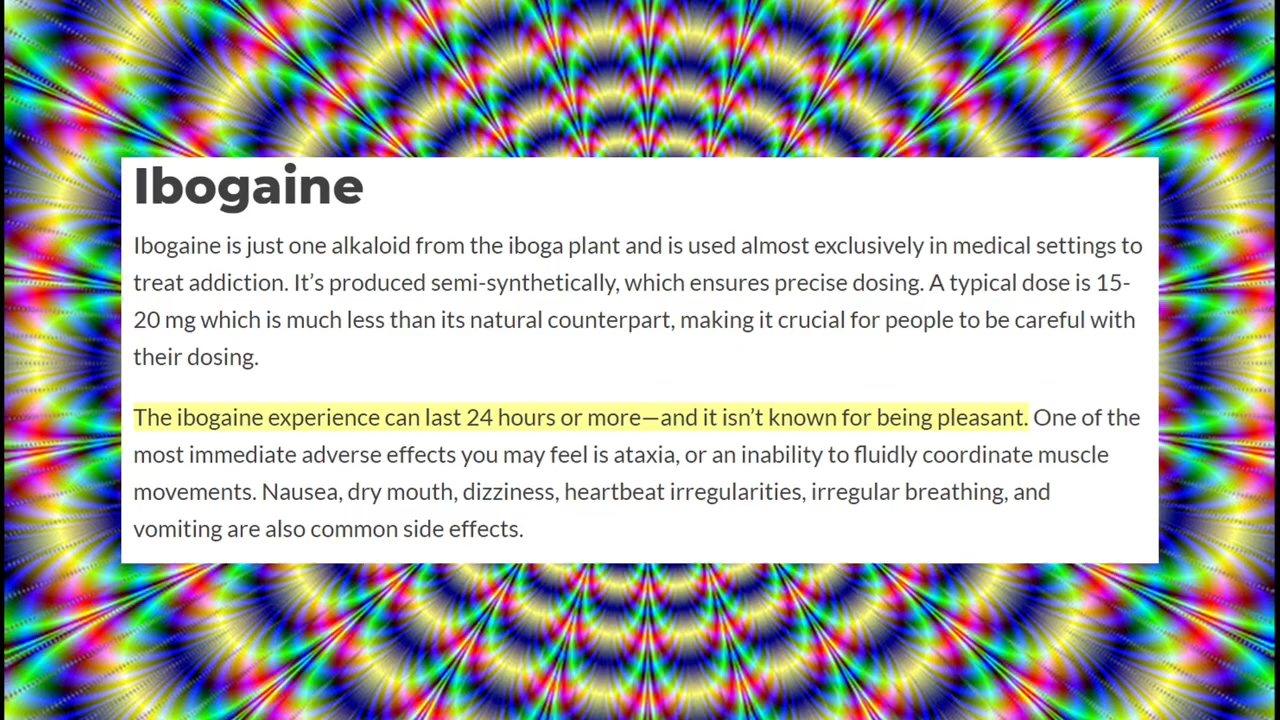 Ibogaine
Ibogaine is just one alkaloid from the iboga plant and is used almost exclusively in medical settings to
treat addiction. It’s produced semi-synthetically, which ensures precise dosing. A typical dose is 15-
20 mg which is much less than its natural counterpart, making it crucial for people to be careful with
their dosing.
The ibogaine experience can last 24 hours or more—and it isn’t known for being pleasant. One of the
most immediate adverse effects you may feel is ataxia, or an inability to fluidly coordinate muscle
movements. Nausea, dry mouth, dizziness, heartbeat irregularities, irregular breathing, and
vomiting are also common side effects.